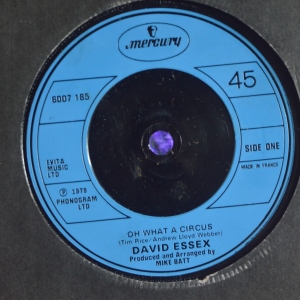 mercury
6007 185
45
SIDE ONE
EVITA
MUSIC
LTD
MADE IN FRANCE
℗ 1978
PHONOGRAM
LTD
OH WHAT A CIRCUS
(Tim Rice/Andrew Lloyd Webber)
DAVID ESSEX
Produced and Arranged by
MIKE BATT